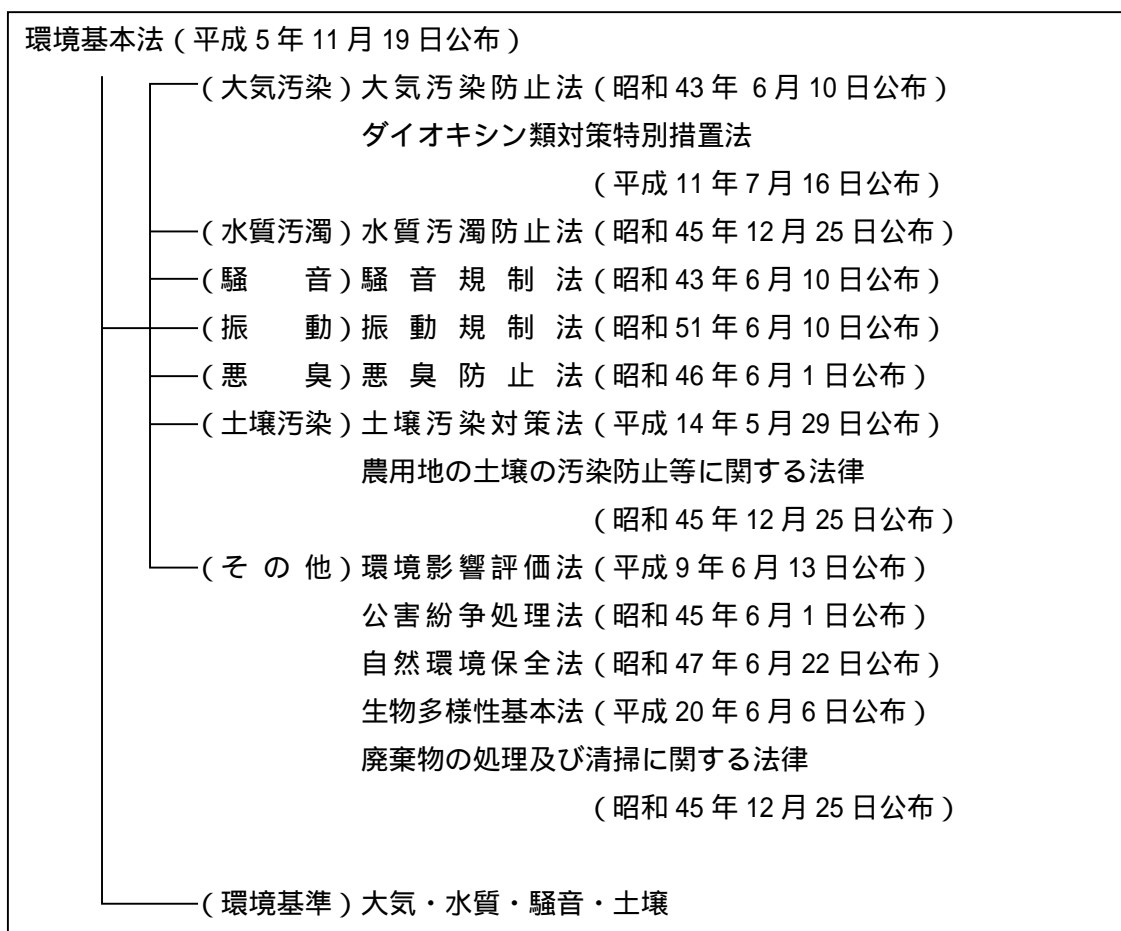 環境基本法(平成5年11月19日公布)
(大気汚染)大気汚染防止法(昭和43年 6月10日公布)
ダイオキシン類対策特別措置法
(平成11年7月16日公布)
(水質汚濁)水質汚濁防止法(昭和45年12月25日公布)
(騒　　音)騒音規制法(昭和43年6月10日公布)
(振　　動)振動規制法(昭和51年6月10日公布)
(悪　　臭)悪臭防止法(昭和46年6月1日公布)
(土壌汚染)土壌汚染対策法(平成14年5月29日公布)
農用地の土壌の汚染防止等に関する法律
(昭和45年12月25日公布)
(その他)環境影響評価法(平成9年6月13日公布)
公害紛争処理法(昭和45年6月1日公布)
自然環境保全法(昭和47年6月22日公布)
生物多様性基本法(平成20年6月6日公布)
廃棄物の処理及び清掃に関する法律
(昭和45年12月25日公布)
(環境基準)大気・水質・騒音・土壌